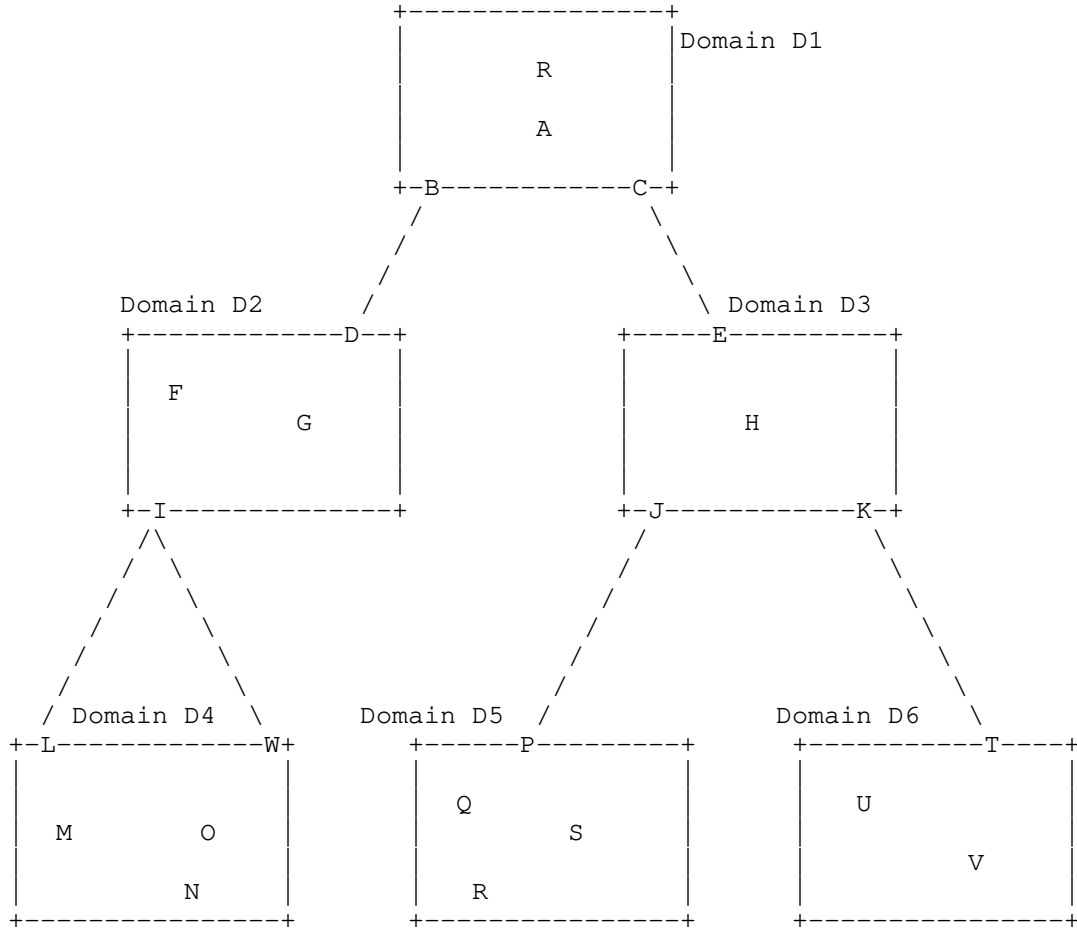 Domain D1
R
A
B C
Domain D2 Domain D3
D E
F
G H
I J K
Domain D4 Domain D5 Domain D6
L W P T
Q U
M O S
V
N R